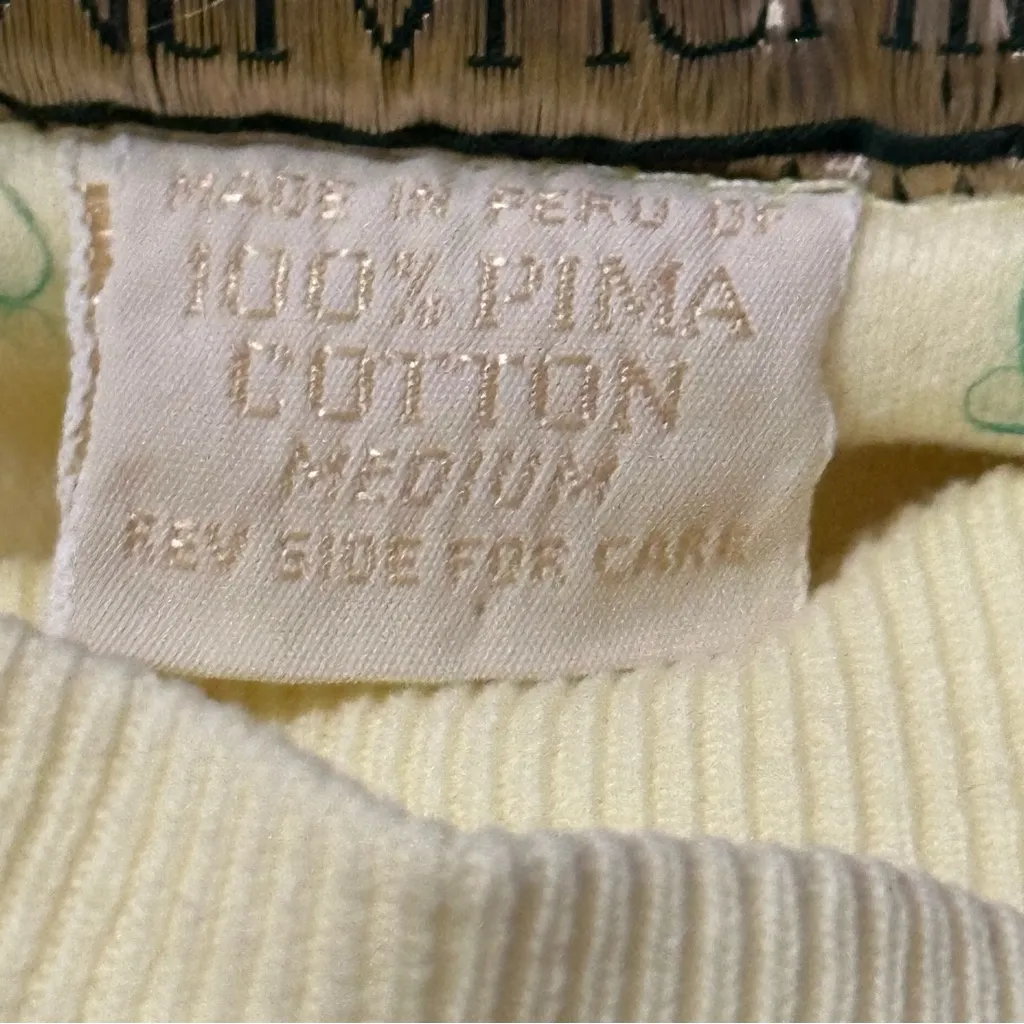 MADE IN PERU OF
100% PIMA
COTTON
MEDIUM
REV SIDE FOR CARE